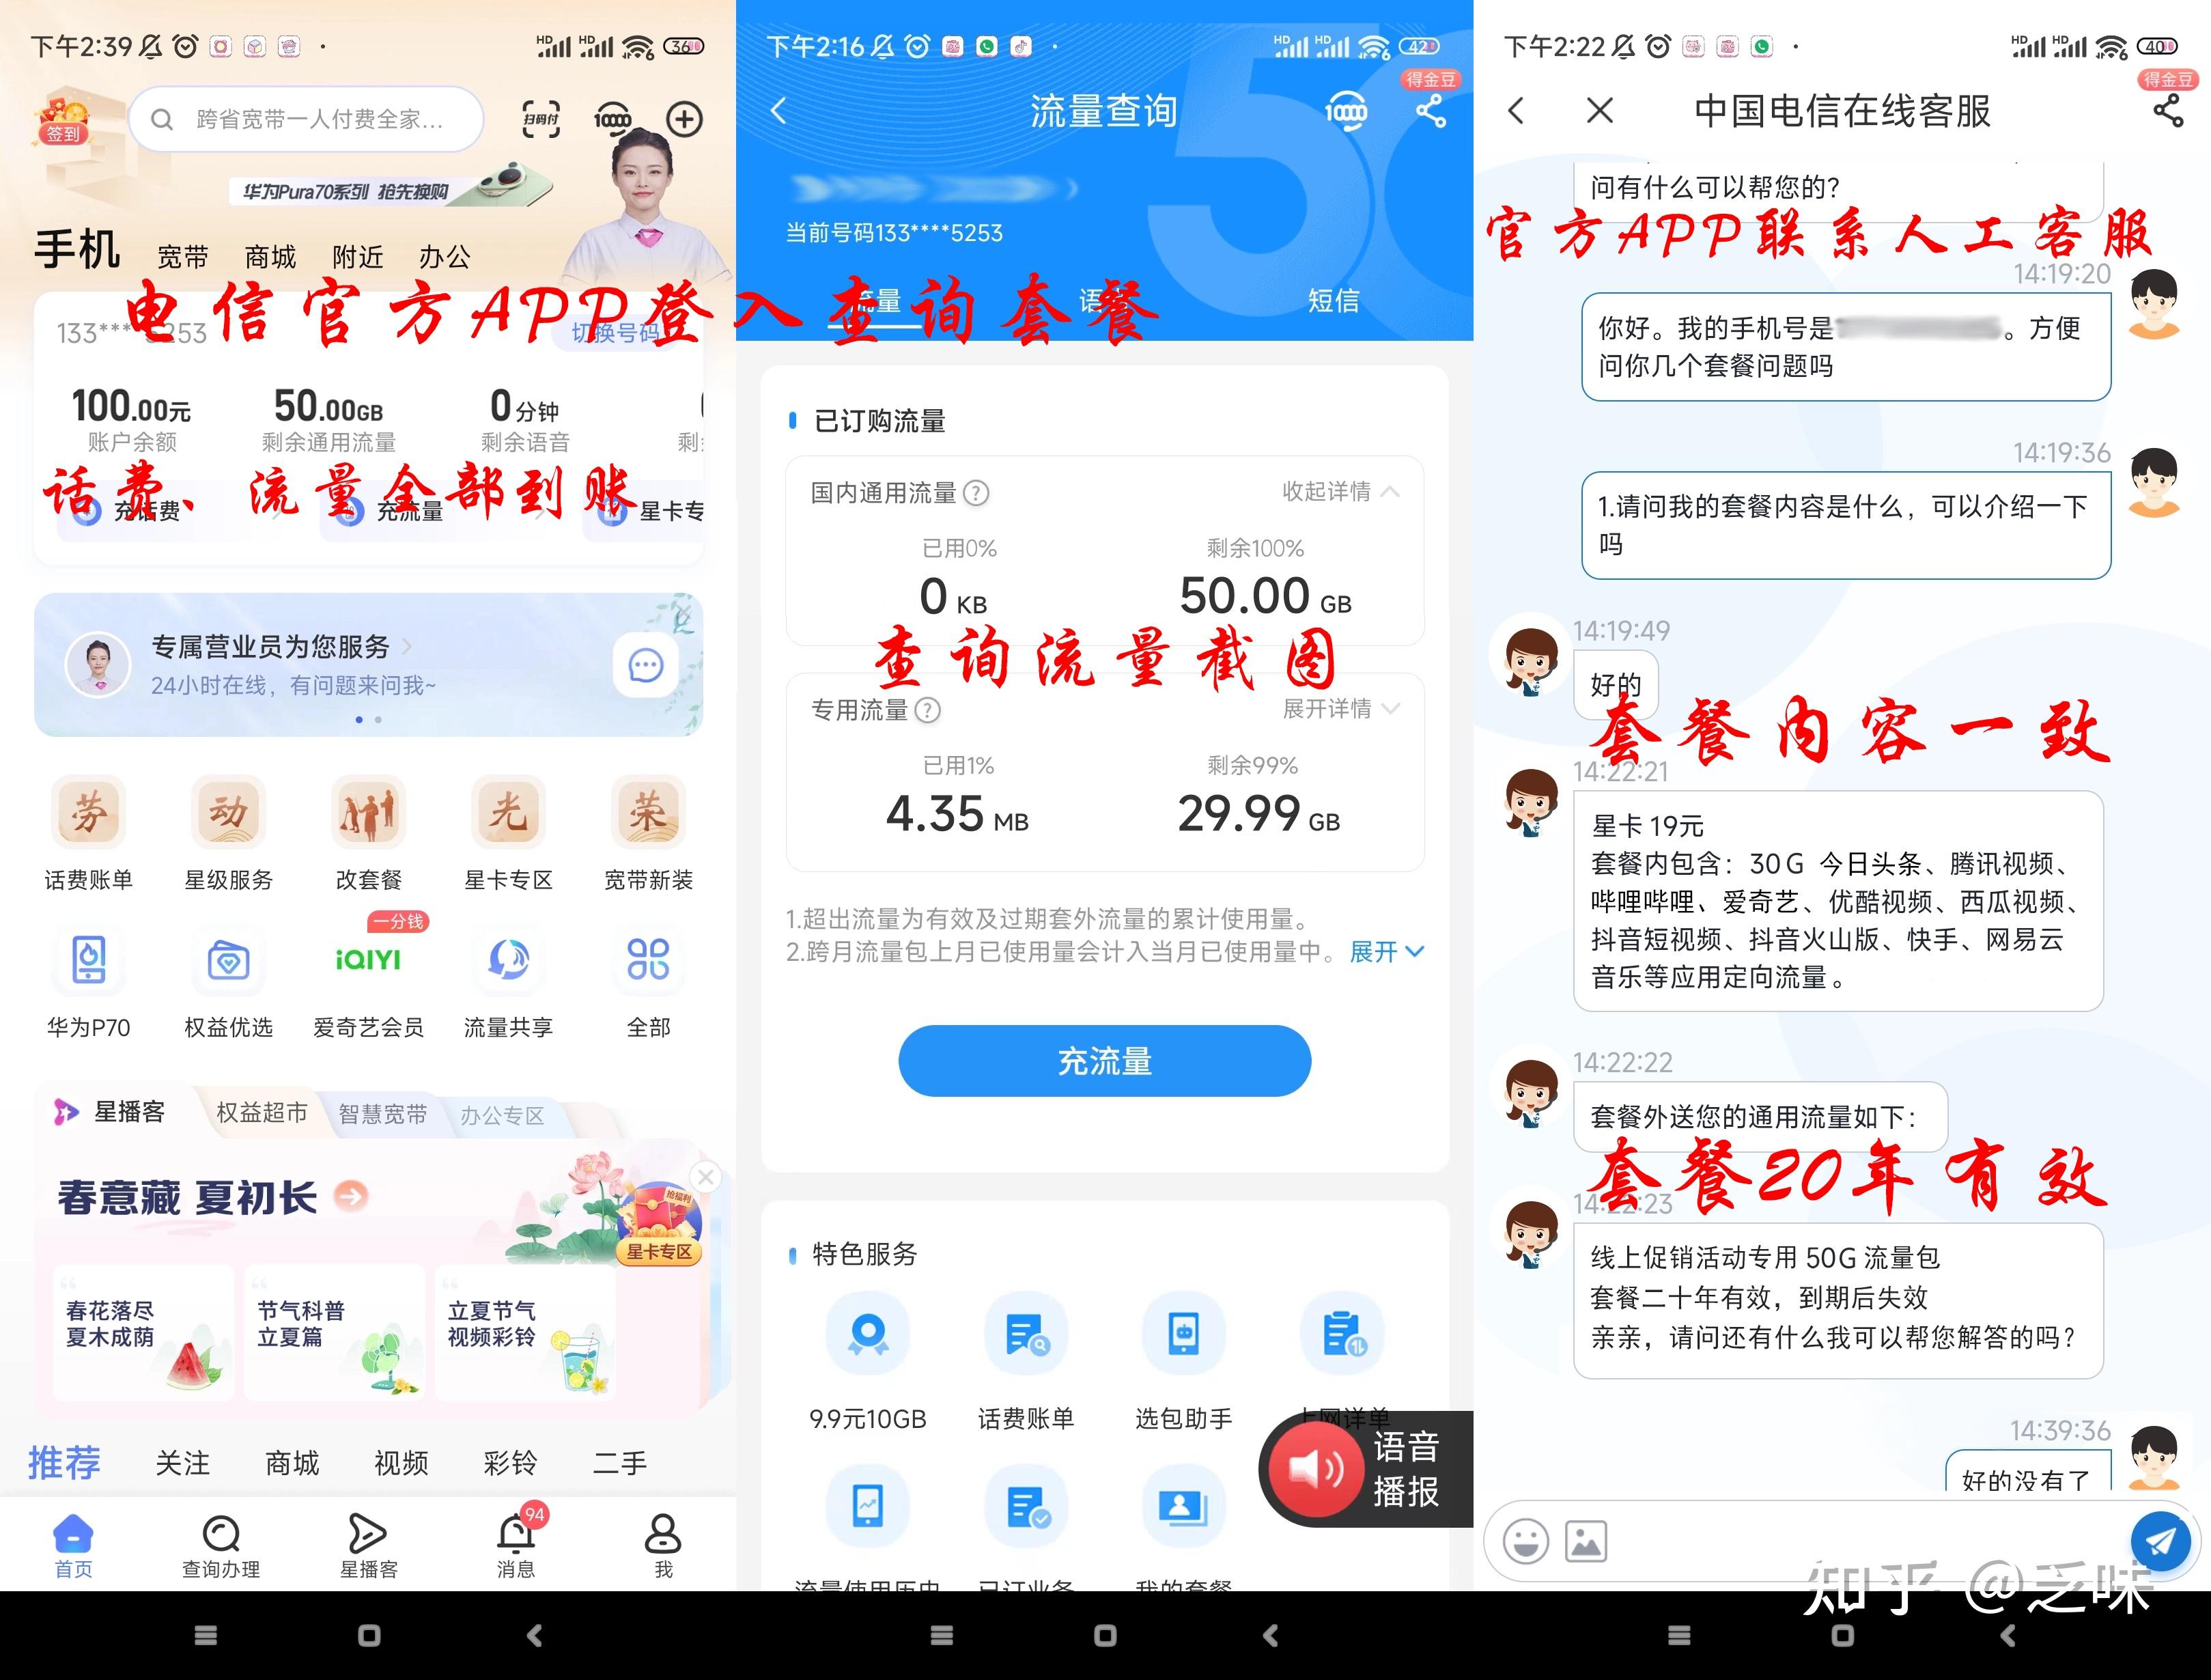 下午2:39
HD HD 36
签到
跨省宽带一人付费全家...
扫码付
10000
华为Pura70系列 抢先换购
手机 宽带 商城 附近 办公
电信官方APP登入查询套餐
133****5253
切换号码
100.00元 50.00GB 0分钟
账户余额 剩余通用流量 剩余语音 剩
话费、流量全部到账
充话费 充流量 星卡专
专属营业员为您服务
24小时在线，有问题来问我~
劳 动 光 荣
话费账单 星级服务 改套餐 星卡专区 宽带新装
一分钱
iQIYI
华为P70 权益优选 爱奇艺会员 流量共享 全部
星播客 权益超市 智慧宽带 办公专区
春意藏 夏初长
抢福利
星卡专区
春花落尽 节气科普 立夏节气
夏木成荫 立夏篇 视频彩铃
推荐 关注 商城 视频 彩铃 二手
94
首页 查询办理 星播客 消息 我
下午2:16
HD HD 42
得金豆
流量查询
10000
5G
当前号码133****5253
流量 语 短信
已订购流量
国内通用流量 ? 收起详情
已用0% 剩余100%
0 KB 50.00 GB
查询流量截图
专用流量 ? 展开详情
已用1% 剩余99%
4.35 MB 29.99 GB
1.超出流量为有效及过期套外流量的累计使用量。
2.跨月流量包上月已使用量会计入当月已使用量中。 展开
充流量
特色服务
9.9元10GB 话费账单 选包助手 上网详单
语音
播报
流量使用历史 已订业务 我的套餐
下午2:22
HD HD 40
得金豆
中国电信在线客服
问有什么可以帮您的?
官方APP联系人工客服
14:19:20
你好。我的手机号是 。方便
问你几个套餐问题吗
14:19:36
1.请问我的套餐内容是什么，可以介绍一下
吗
14:19:49
好的
套餐内容一致
14:22:21
星卡 19元
套餐内包含：30G 今日头条、腾讯视频、
哔哩哔哩、爱奇艺、优酷视频、西瓜视频、
抖音短视频、抖音火山版、快手、网易云
音乐等应用定向流量。
14:22:22
套餐外送您的通用流量如下：
套餐20年有效
14:22:23
线上促销活动专用 50G 流量包
套餐二十年有效，到期后失效
亲亲，请问还有什么我可以帮您解答的吗?
14:39:36
好的没有了
知乎 @乏味